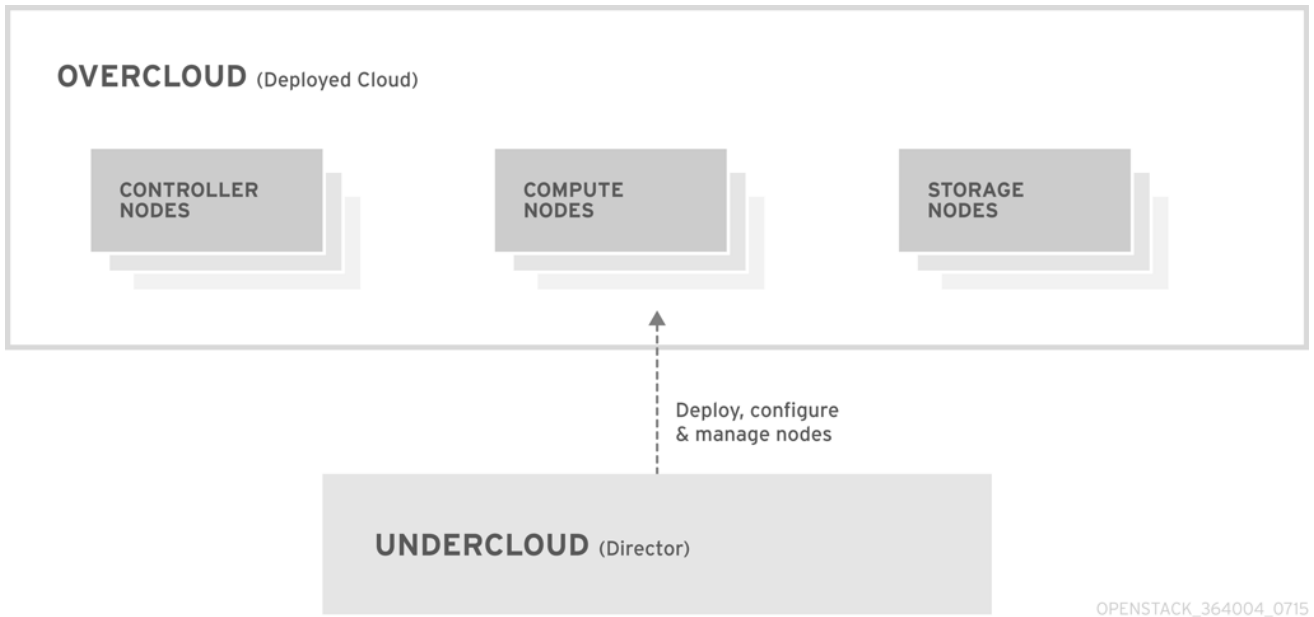 OVERCLOUD (Deployed Cloud)
CONTROLLER
NODES
COMPUTE
NODES
STORAGE
NODES
Deploy, configure
& manage nodes
UNDERCLOUD (Director)
OPENSTACK_364004_0715